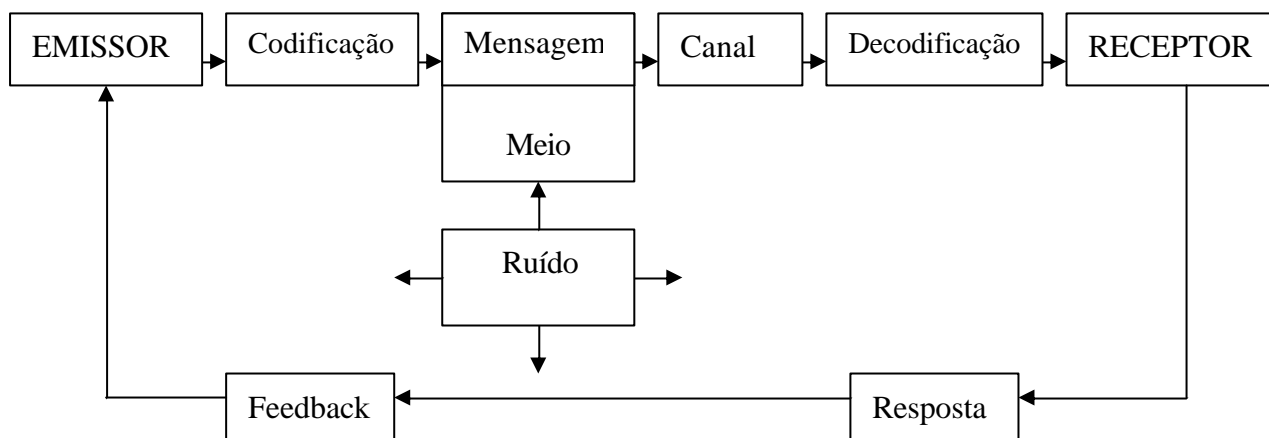 EMISSOR
Codificação
Mensagem
Canal
Decodificação
RECEPTOR
Meio
Ruído
Feedback
Resposta